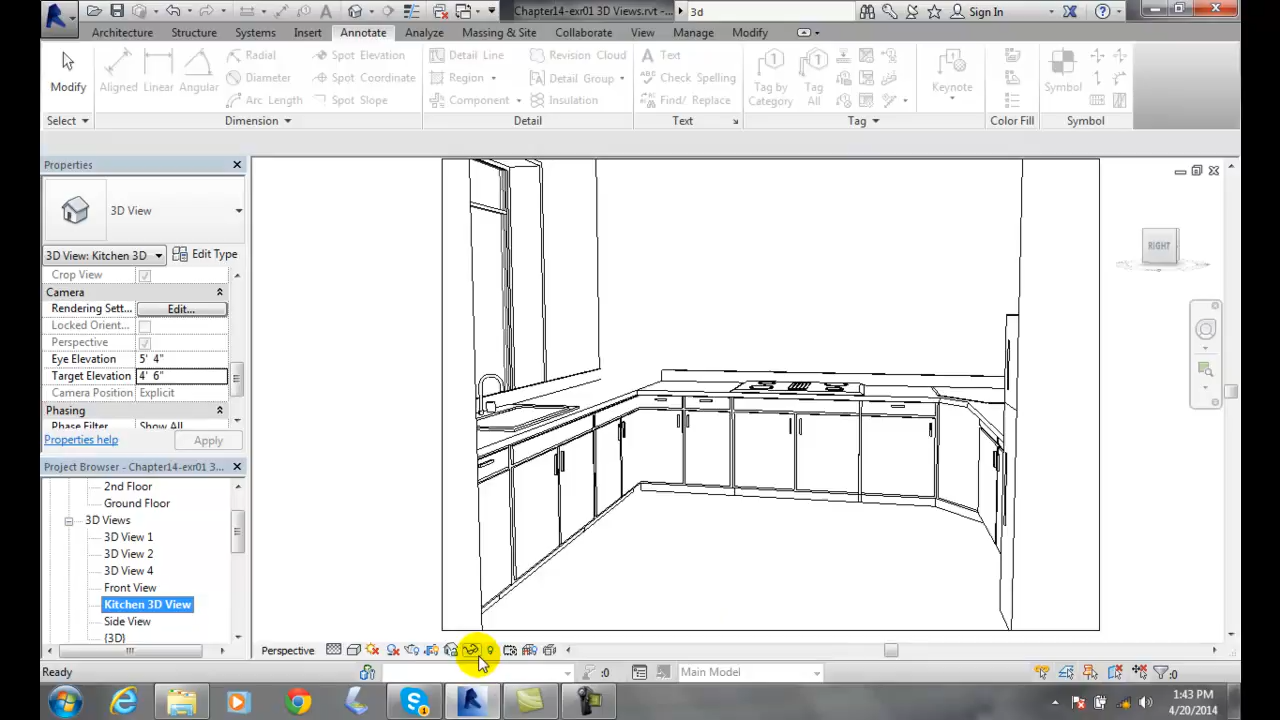 Chapter14-exr01 3D Views.rvt -
3d
Sign In
Architecture
Structure
Systems
Insert
Annotate
Analyze
Massing & Site
Collaborate
View
Manage
Modify
Modify
Select
Aligned
Linear
Angular
Radial
Diameter
Arc Length
Spot Elevation
Spot Coordinate
Spot Slope
Dimension
Detail Line
Region
Component
Revision Cloud
Detail Group
Insulation
Detail
Text
Check Spelling
Find/ Replace
Text
Tag by
Category
Tag
All
Tag
Keynote
Color Fill
Symbol
Symbol
Properties
3D View
3D View: Kitchen 3D
Edit Type
Crop View
Camera
Rendering Sett...
Edit...
Locked Orient...
Perspective
Eye Elevation
5' 4"
Target Elevation
4' 6"
Camera Position
Explicit
Phasing
Phase Filter
Show All
Properties help
Apply
Project Browser - Chapter14-exr01 3...
2nd Floor
Ground Floor
3D Views
3D View 1
3D View 2
3D View 4
Front View
Kitchen 3D View
Side View
{3D}
RIGHT
Perspective
Ready
:0
Main Model
:0
1:43 PM
4/20/2014